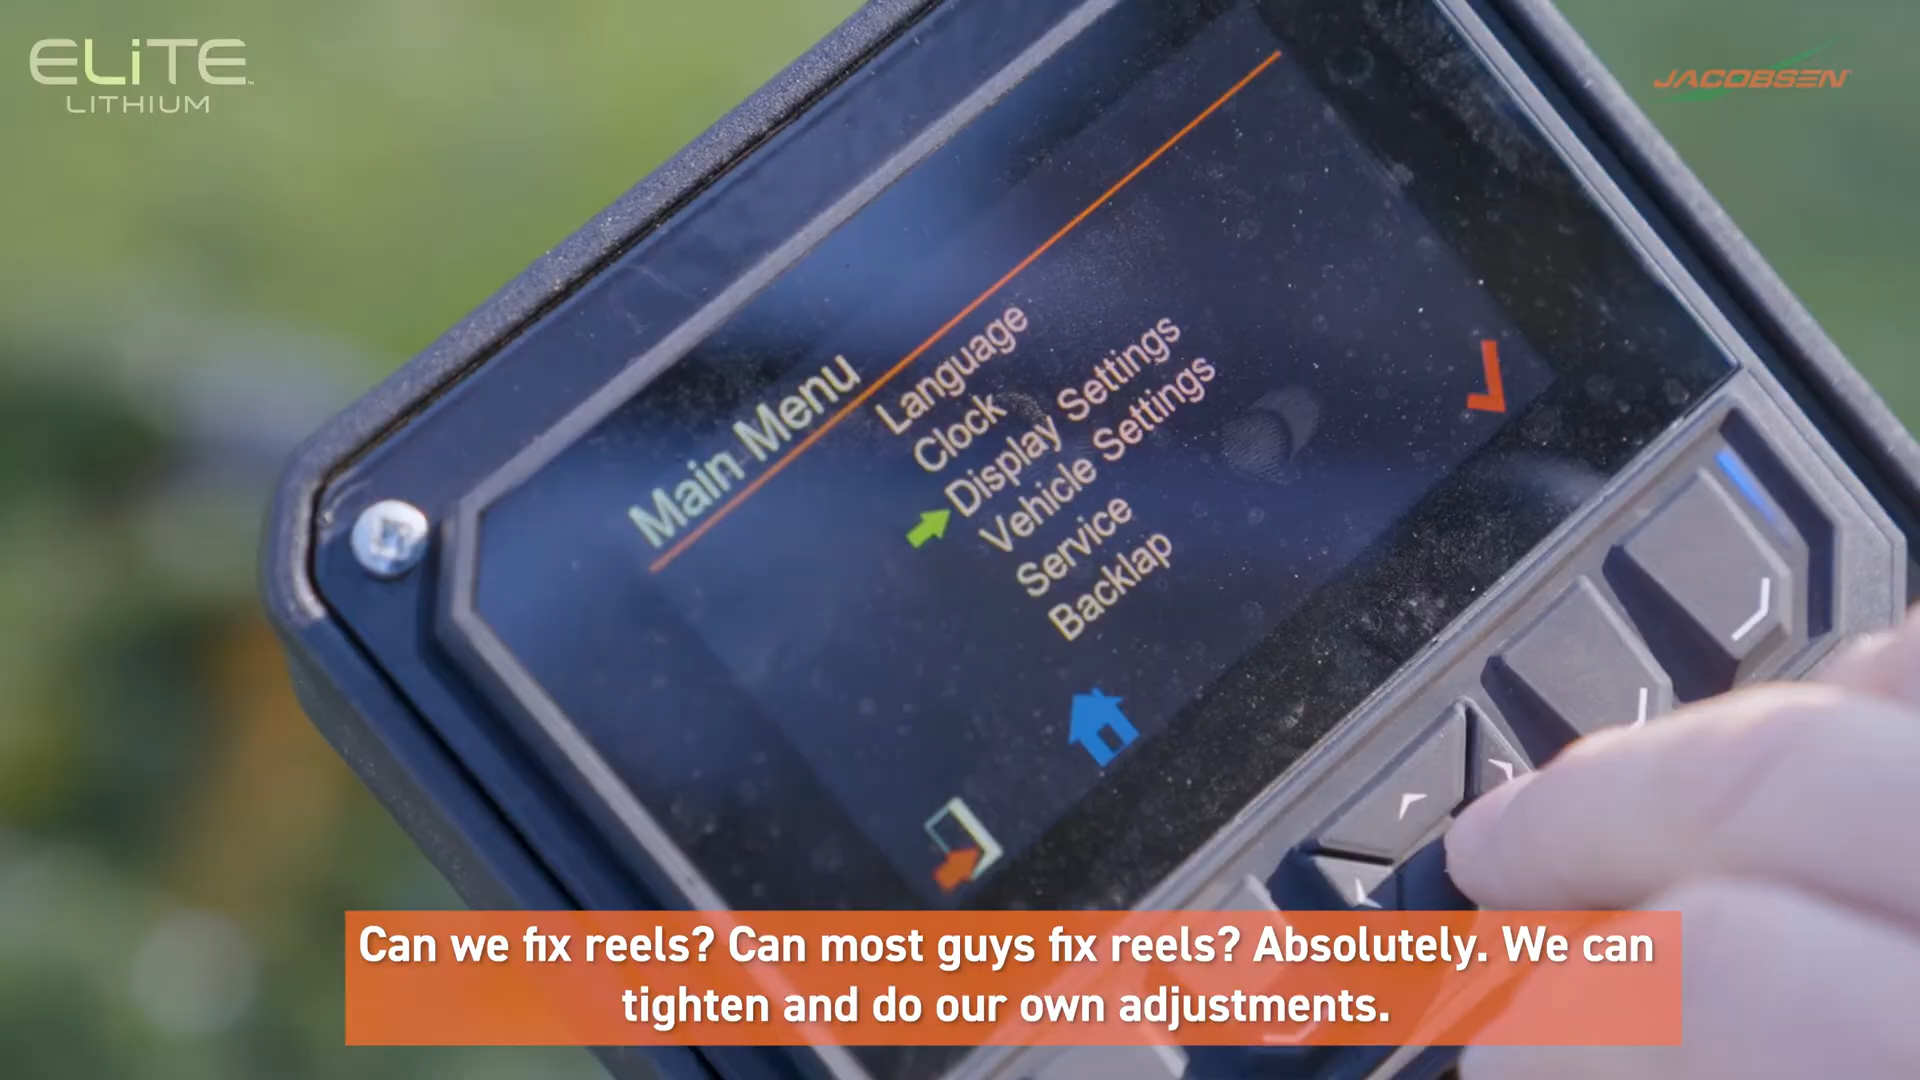 ELiTE
LITHIUM
JACOBSEN
Main Menu
Language
Clock
Display Settings
Vehicle Settings
Service
Backlap
Can we fix reels? Can most guys fix reels? Absolutely. We can
tighten and do our own adjustments.